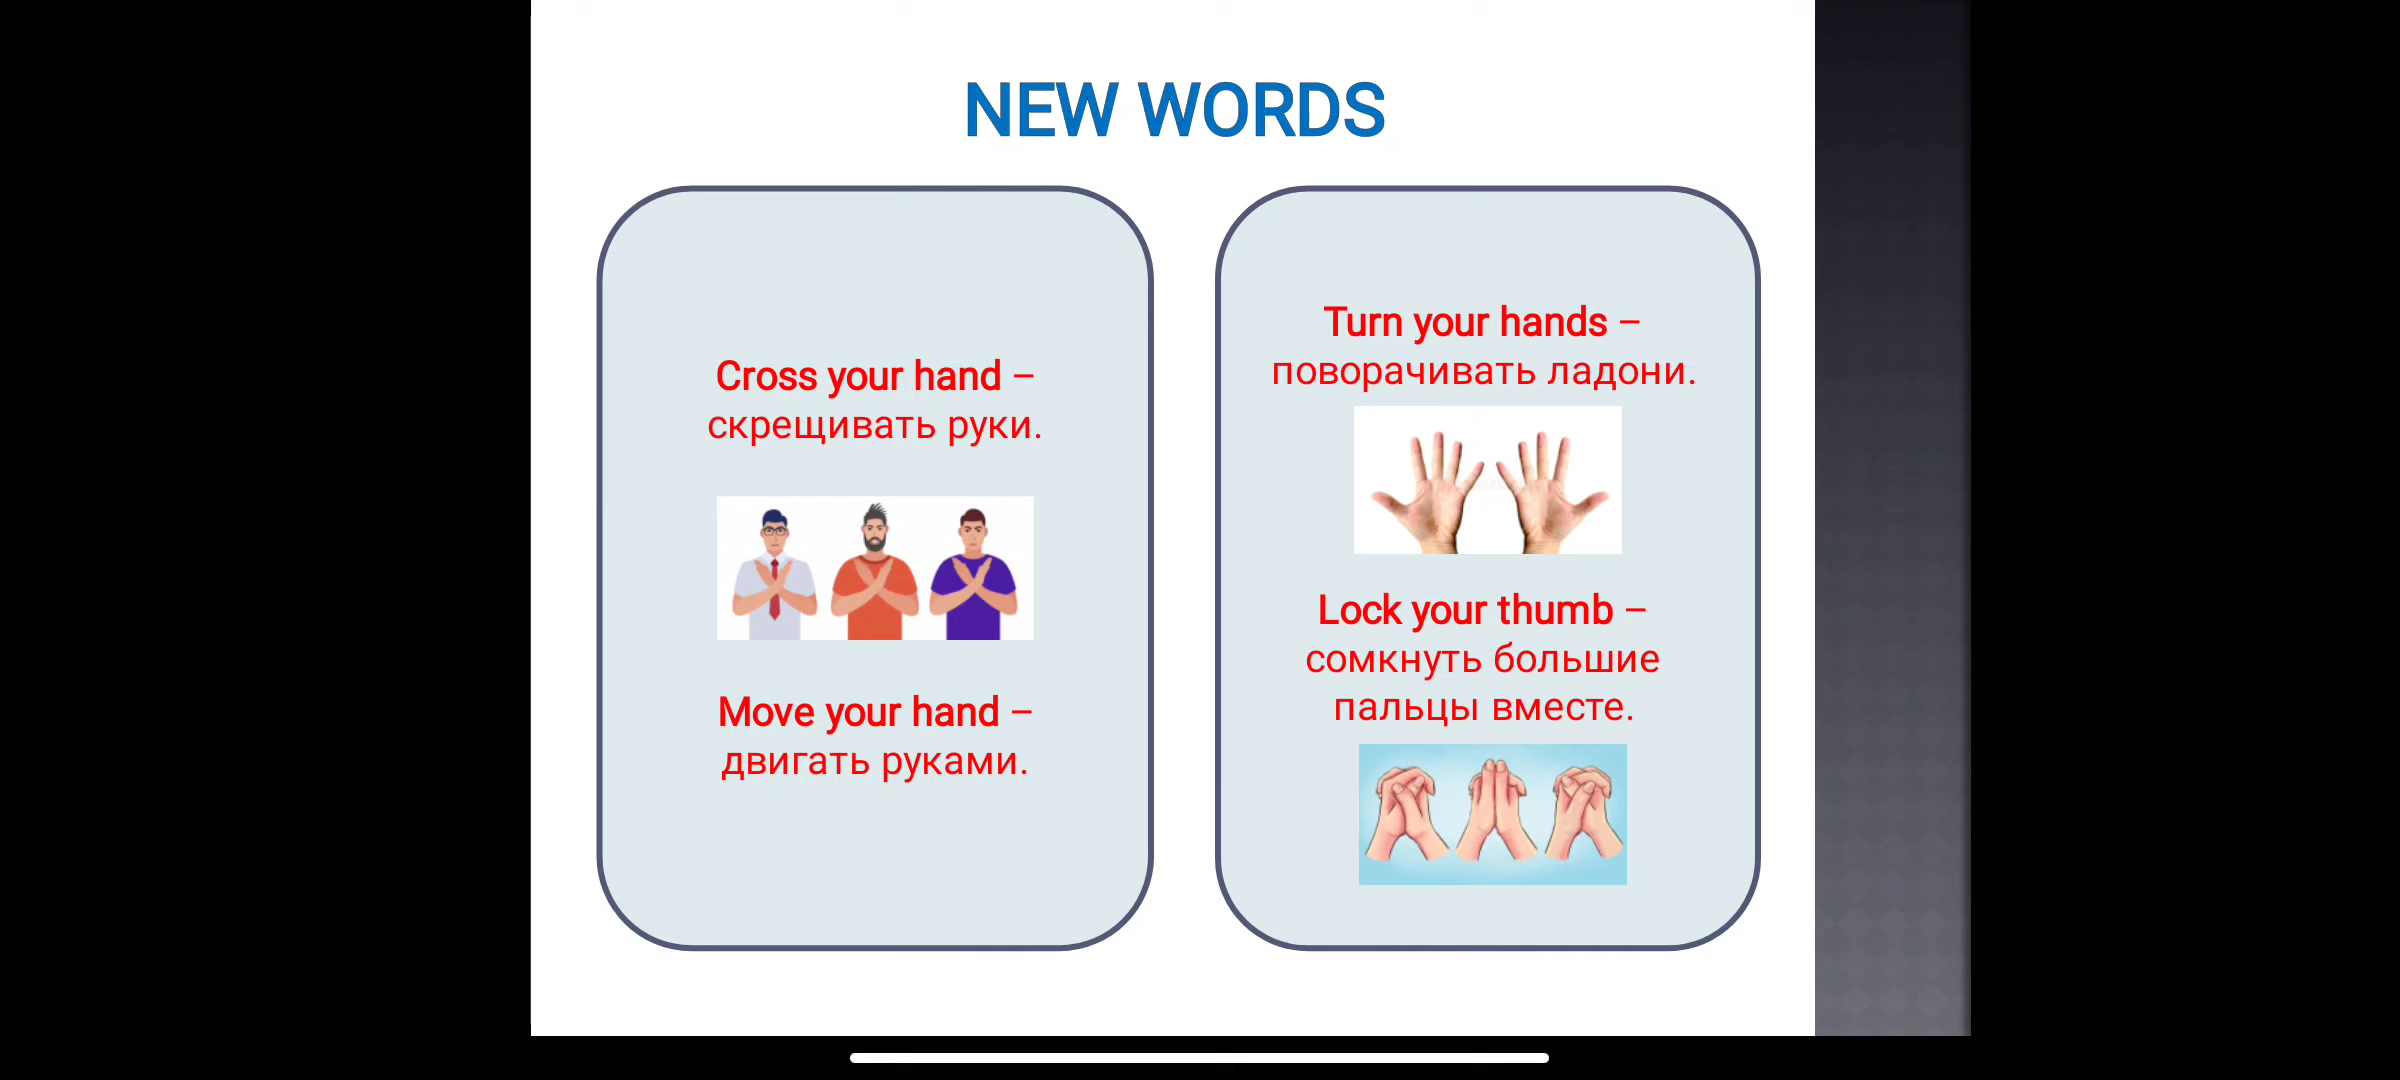 NEW WORDS
Cross your hand –
скрещивать руки.
Move your hand –
двигать руками.
Turn your hands –
поворачивать ладони.
Lock your thumb –
сомкнуть большие
пальцы вместе.